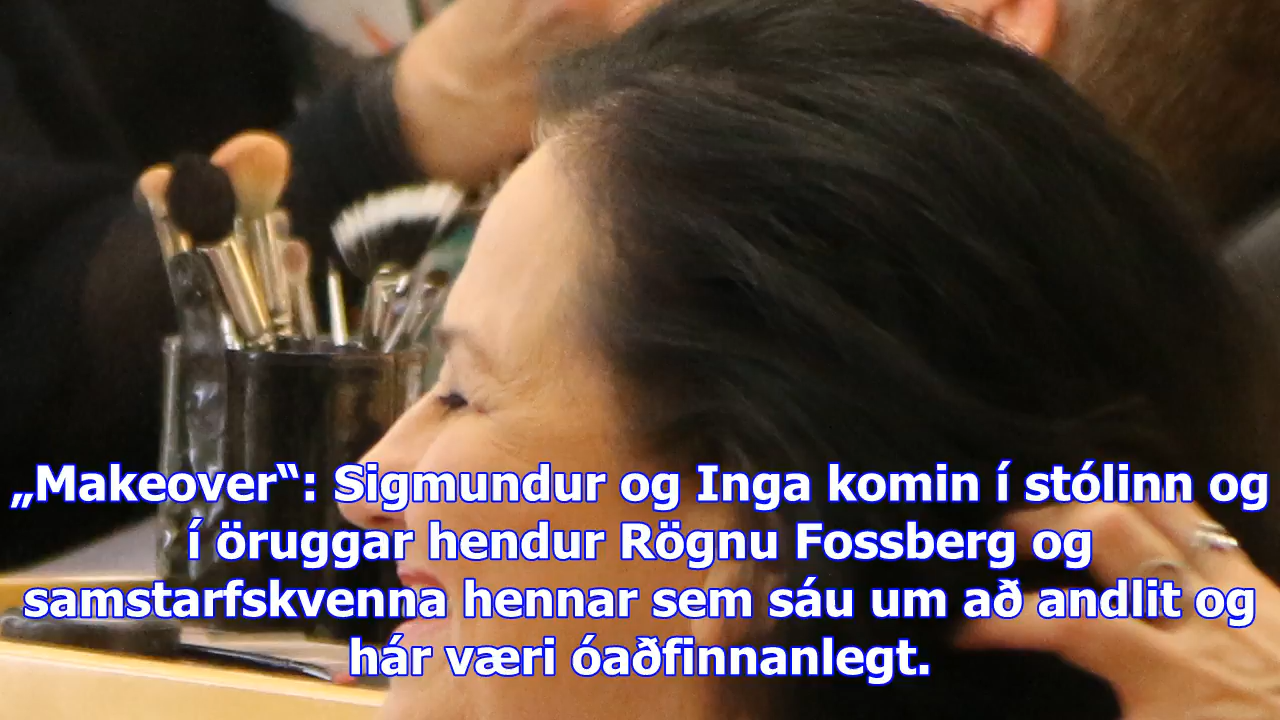 „Makeover“: Sigmundur og Inga komin í stólinn og
í öruggar hendur Rögnu Fossberg og
samstarfskvenna hennar sem sáu um að andlit og
hár væri óaðfinnanlegt.